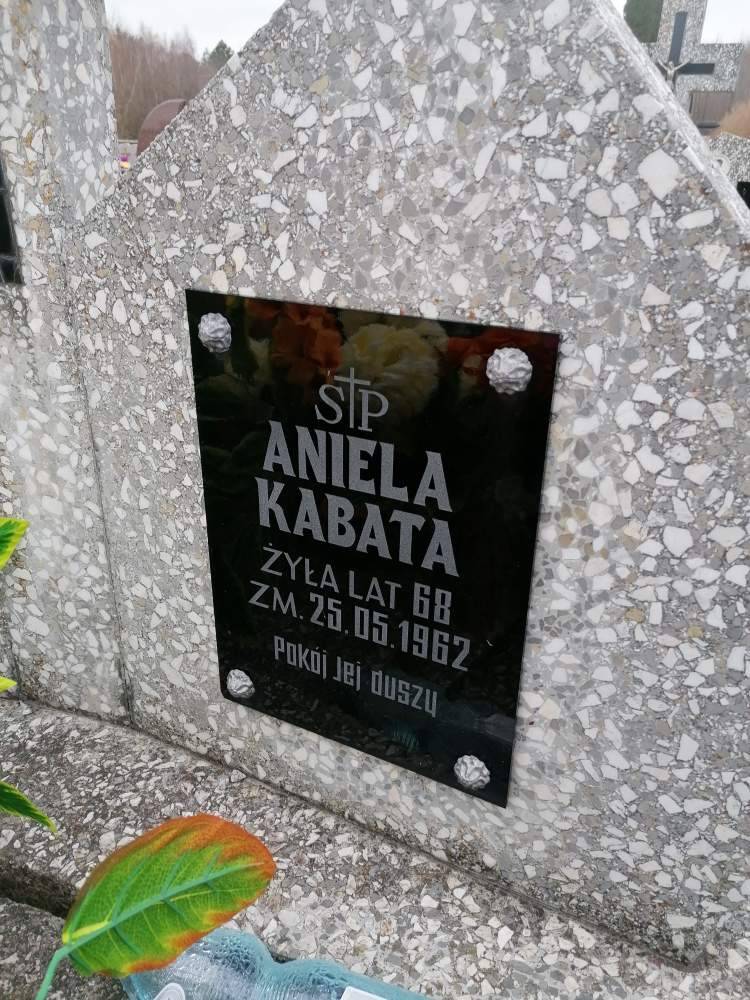 S†P
ANIELA
KABATA
ŻYŁA LAT 68
ZM. 25.05.1962
Pokój Jej duszy